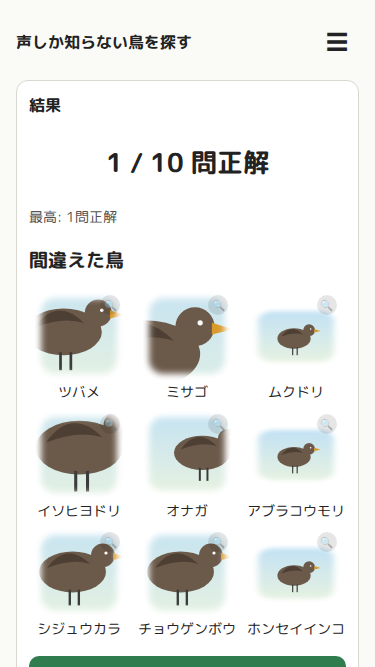 声しか知らない鳥を探す
結果
1 / 10 問正解
最高: 1問正解
間違えた鳥
ツバメ
ミサゴ
ムクドリ
イソヒヨドリ
オナガ
アブラコウモリ
シジュウカラ
チョウゲンボウ
ホンセイインコ